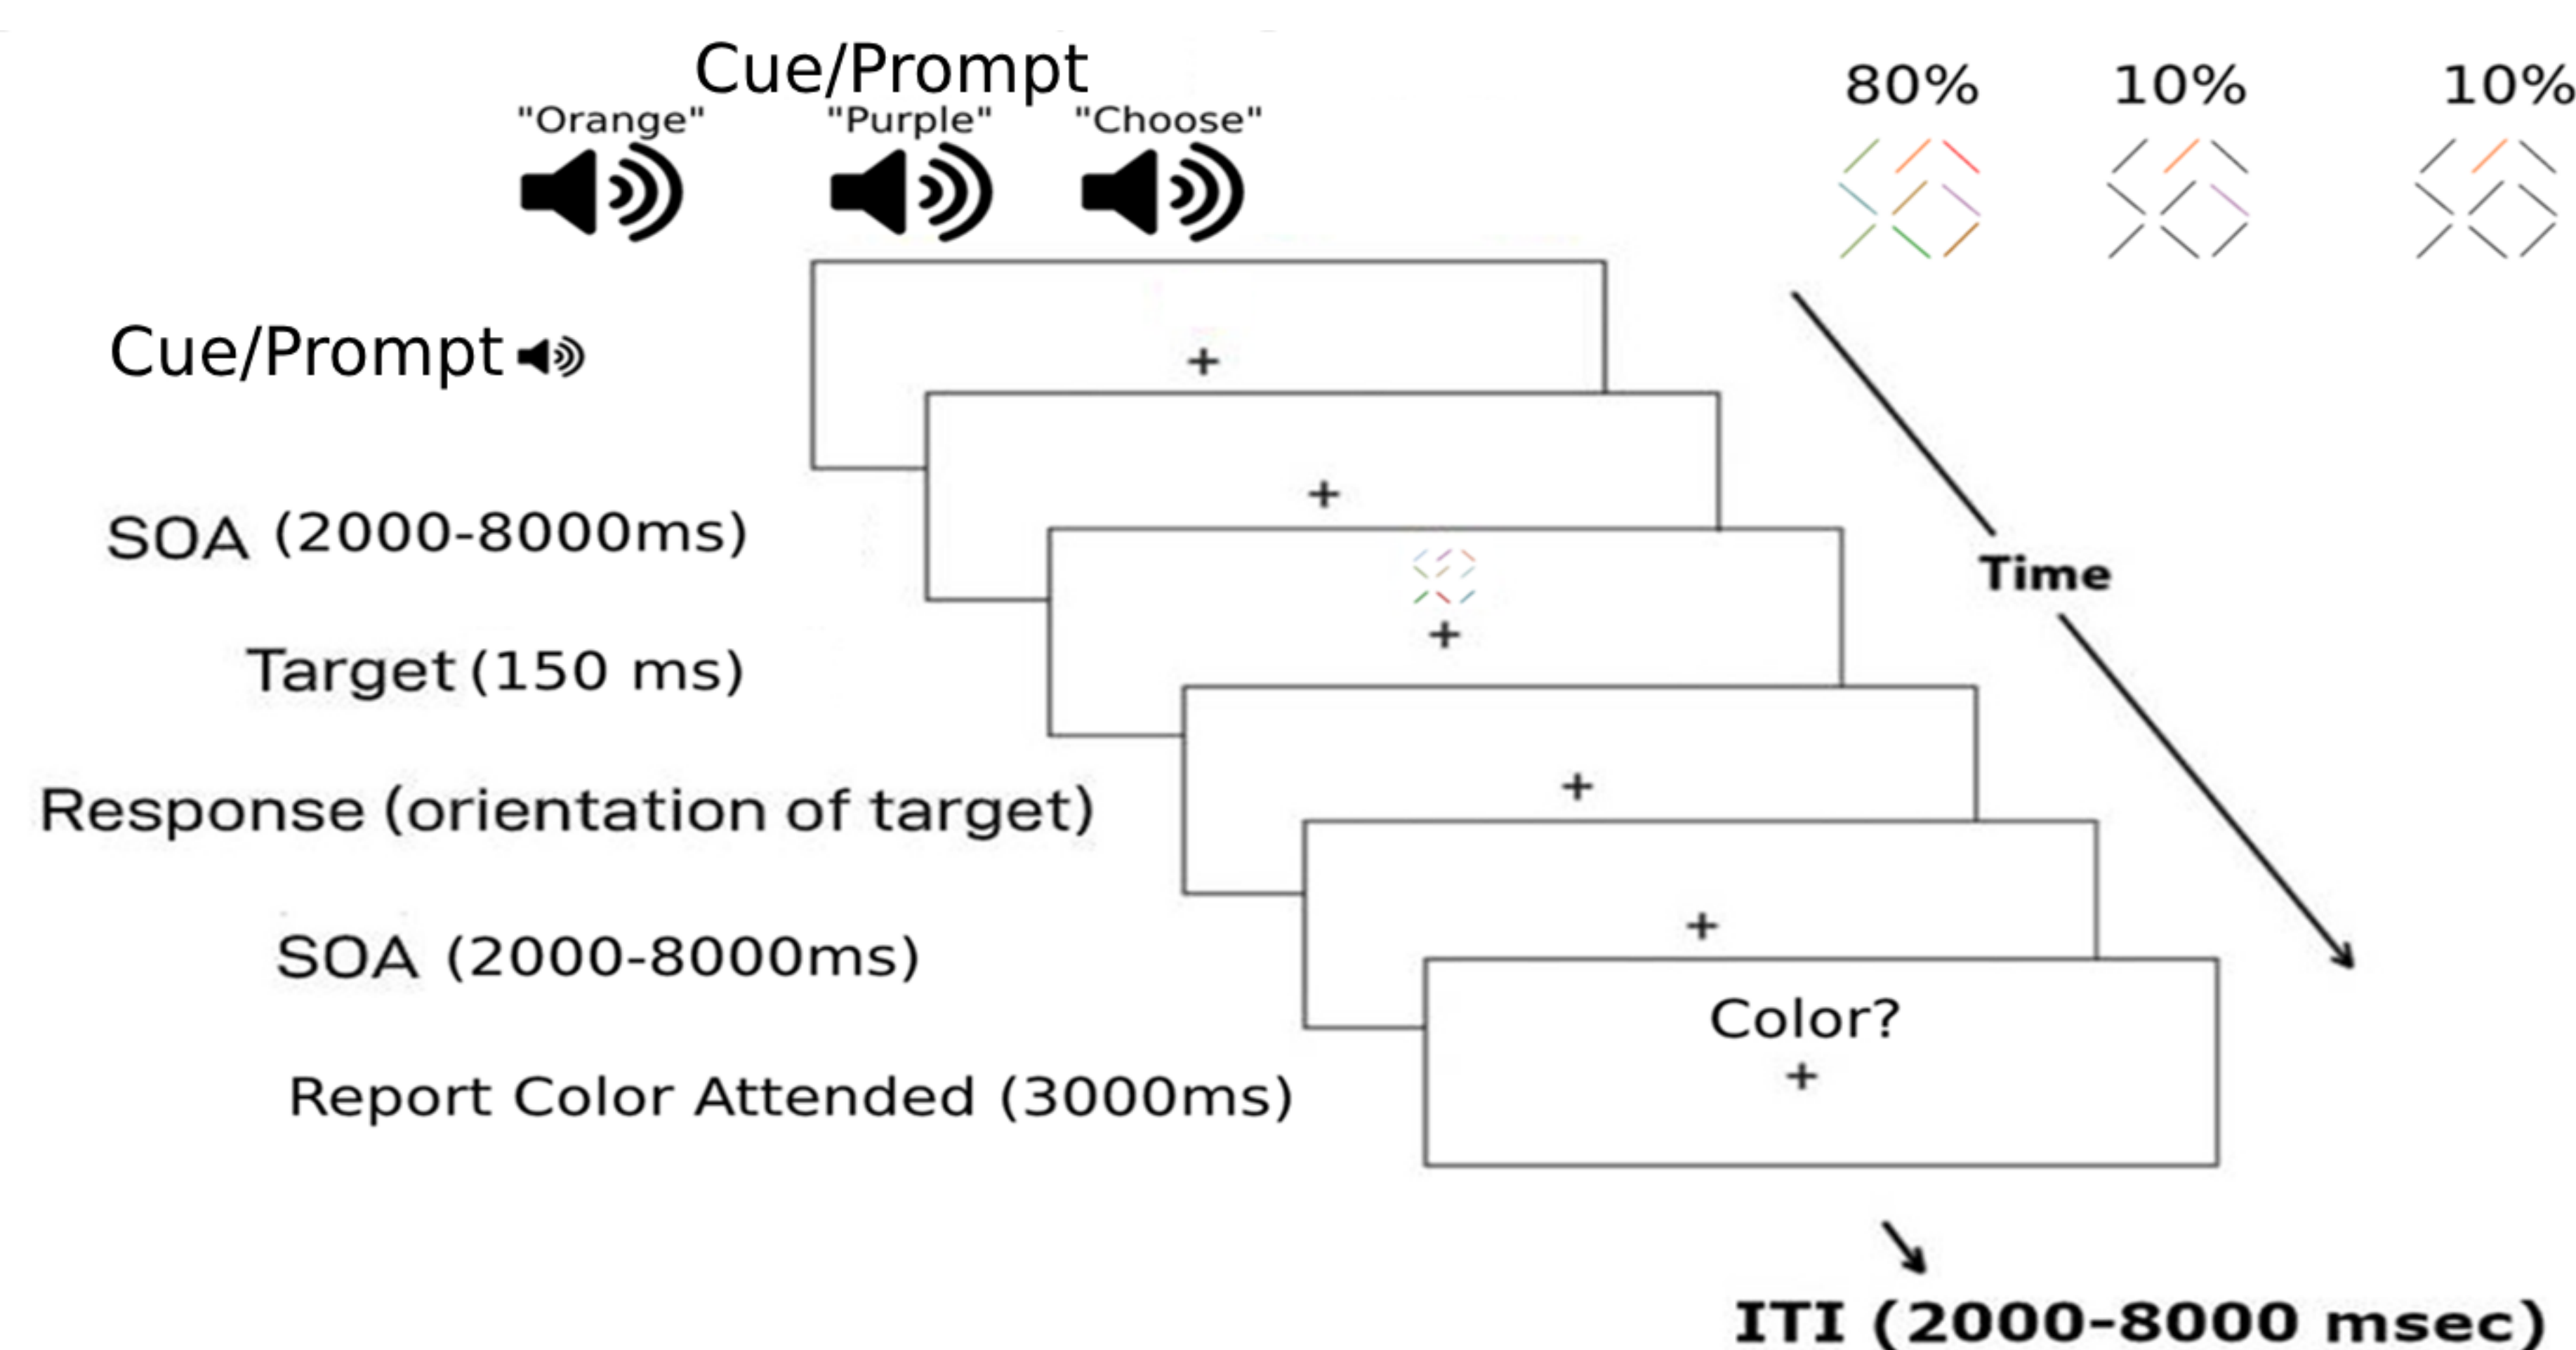 Cue/Prompt
"Orange" "Purple" "Choose"
80% 10% 10%
Cue/Prompt
SOA (2000-8000ms)
Time
Target (150 ms)
Response (orientation of target)
SOA (2000-8000ms)
Color?
Report Color Attended (3000ms)
ITI (2000-8000 msec)